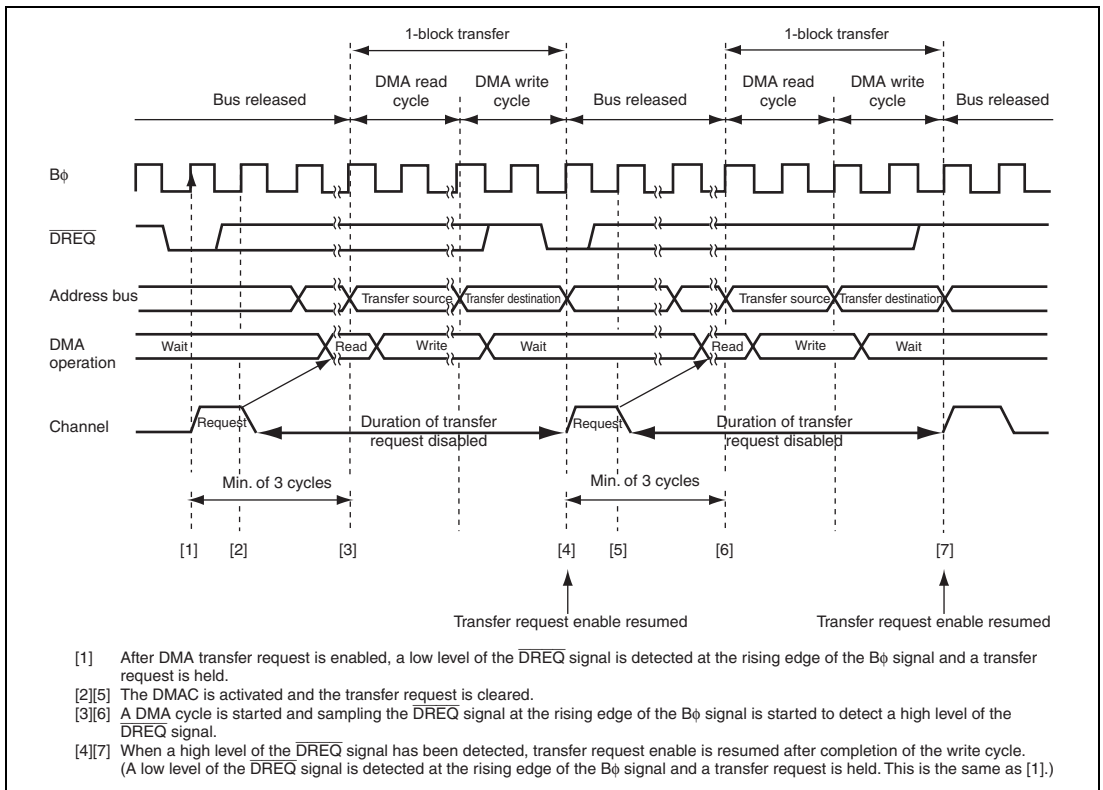 1-block transfer 1-block transfer
DMA read cycle DMA write cycle DMA read cycle DMA write cycle
Bus released Bus released Bus released
Bφ
DREQ
Address bus Transfer source Transfer destination Transfer source Transfer destination
DMA operation Wait Read Write Wait Read Write Wait
Channel Request Duration of transfer request disabled Request Duration of transfer request disabled
Min. of 3 cycles Min. of 3 cycles
[1] [2] [3] [4] [5] [6] [7]
Transfer request enable resumed Transfer request enable resumed
[1] After DMA transfer request is enabled, a low level of the DREQ signal is detected at the rising edge of the Bφ signal and a transfer
request is held.
[2][5] The DMAC is activated and the transfer request is cleared.
[3][6] A DMA cycle is started and sampling the DREQ signal at the rising edge of the Bφ signal is started to detect a high level of the
DREQ signal.
[4][7] When a high level of the DREQ signal has been detected, transfer request enable is resumed after completion of the write cycle.
(A low level of the DREQ signal is detected at the rising edge of the Bφ signal and a transfer request is held. This is the same as [1].)